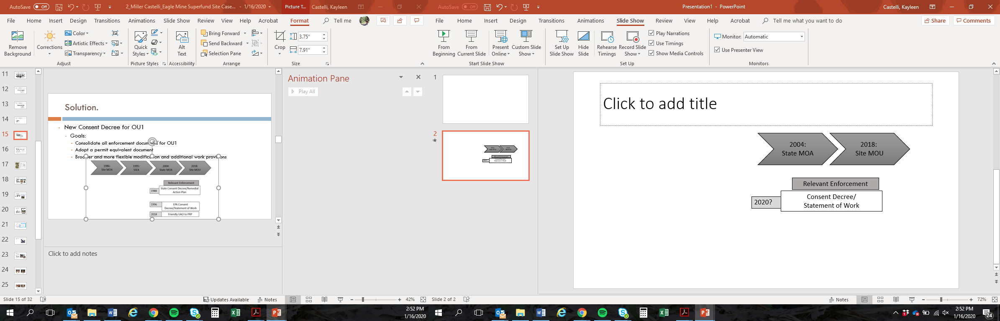 AutoSave Off 2_Miller Castelli_Eagle Mine Superfund Site Case... - 1/16/2020 Picture T... Castelli, Kayleen
File Home Insert Design Transitions Animations Slide Show Review View Help Acrobat Format Tell me
Remove Background
Corrections
Color
Artistic Effects
Transparency
Adjust
Quick Styles
Picture Styles
Alt Text
Accessibility
Bring Forward
Send Backward
Selection Pane
Arrange
Crop
3.75"
7.91"
Size
11
12
13
14
15
16
17
18
19
20
21
22
23
24
25
Solution.
New Consent Decree for OU1
Goals:
Consolidate all enforcement documents for OU1
Adopt a permit equivalent document
Broader and more flexible modification and additional work provisions
1986:
Site MOA
1995:
SSEA
2004:
State MOA
2018:
Site MOU
Relevant Enforcement
1988 State Consent Decree/Remedial
Action Plan
1996 EPA Consent
Decree/Statement of Work
2018 Friendly UAO to PRP
Click to add notes
Animation Pane
Play All
Slide 15 of 32 Updates Available Notes 42%
2:52 PM
1/16/2020
AutoSave Off Presentation1 - PowerPoint Castelli, Kayleen
File Home Insert Design Transitions Animations Slide Show Review View Help Acrobat Tell me what you want to do Share Comments
From Beginning
From Current Slide
Present Online
Custom Slide Show
Start Slide Show
Set Up Slide Show
Hide Slide
Rehearse Timings
Record Slide Show
Play Narrations
Use Timings
Show Media Controls
Set Up
Monitor: Automatic
Use Presenter View
Monitors
1
2
Click to add title
2004:
State MOA
2018:
Site MOU
Relevant Enforcement
2020? Consent Decree/
Statement of Work
Slide 2 of 2 Notes 72%
2:52 PM
1/16/2020
24